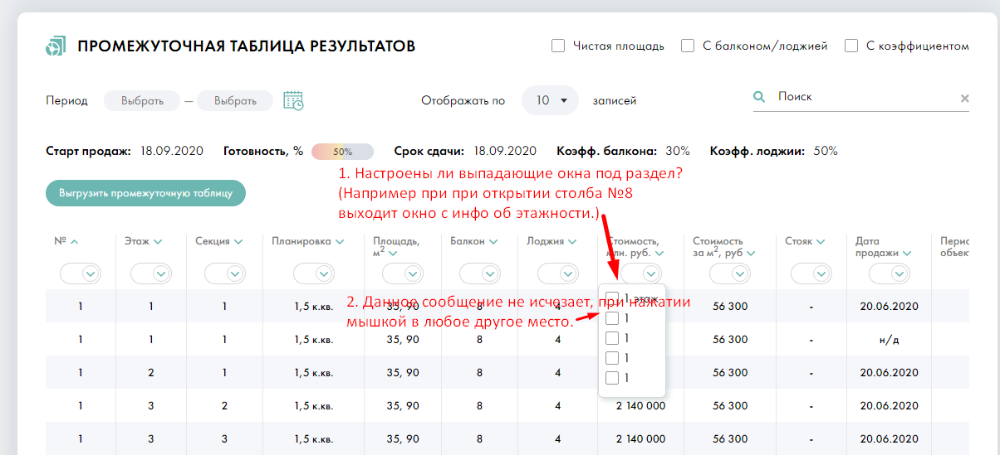 ПРОМЕЖУТОЧНАЯ ТАБЛИЦА РЕЗУЛЬТАТОВ Чистая площадь С балконом/лоджией С коэффициентом
Период Выбрать — Выбрать Отображать по 10 записей Поиск
Старт продаж: 18.09.2020 Готовность, % 50% Срок сдачи: 18.09.2020 Коэфф. балкона: 30% Коэфф. лоджии: 50%
1. Настроены ли выпадающие окна под раздел?
(Например при при открытии столба №8
выходит окно с инфо об этажности.)
Выгрузить промежуточную таблицу
№ Этаж Секция Планировка Площадь, м2 Балкон Лоджия Стоимость, млн. руб. Стоимость за м2, руб Стояк Дата продажи Перис объек
1 этаж
1
1
1
1
2. Данное сообщение не исчезает, при нажатии
мышкой в любое другое место.
1 1 1 1,5 к.кв. 35, 90 8 4 56 300 - 20.06.2020
1 1 1 1,5 к.кв. 35, 90 8 4 56 300 - н/д
1 2 1 1,5 к.кв. 35, 90 8 4 56 300 - 20.06.2020
1 3 2 1,5 к.кв. 35, 90 8 4 2 140 000 56 300 - 20.06.2020
1 3 3 1,5 к.кв. 35, 90 8 4 2 140 000 56 300 - 20.06.2020